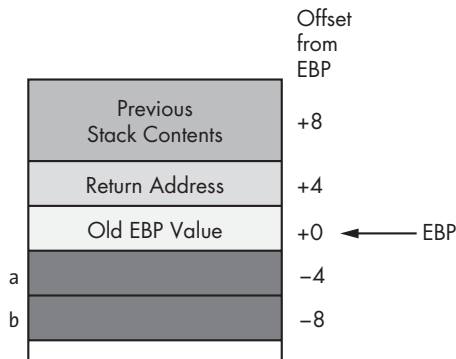 Offset
from
EBP
Previous
Stack Contents
+8
Return Address
+4
Old EBP Value
+0
EBP
a
−4
b
−8